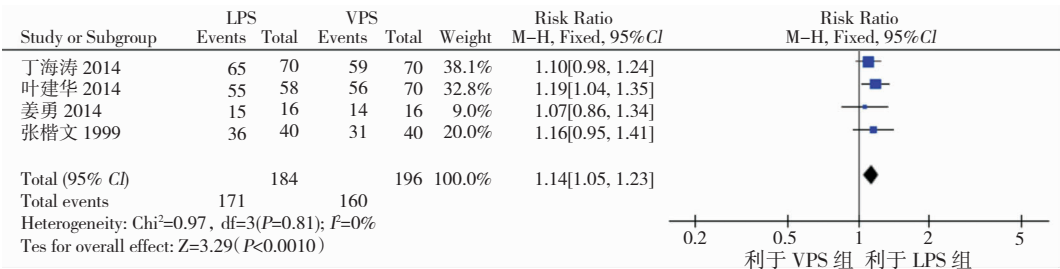 LPS VPS Risk Ratio Risk Ratio
Study or Subgroup Events Total Events Total Weight M-H, Fixed, 95%CI M-H, Fixed, 95%CI
丁海涛 2014 65 70 59 70 38.1% 1.10[0.98, 1.24]
叶建华 2014 55 58 56 70 32.8% 1.19[1.04, 1.35]
姜勇 2014 15 16 14 16 9.0% 1.07[0.86, 1.34]
张楷文 1999 36 40 31 40 20.0% 1.16[0.95, 1.41]
Total (95% CI) 184 196 100.0% 1.14[1.05, 1.23]
Total events 171 160
Heterogeneity: Chi²=0.97, df=3(P=0.81); I²=0%
Tes for overall effect: Z=3.29(P<0.0010)
0.2 0.5 1 2 5
利于 VPS 组 利于 LPS 组